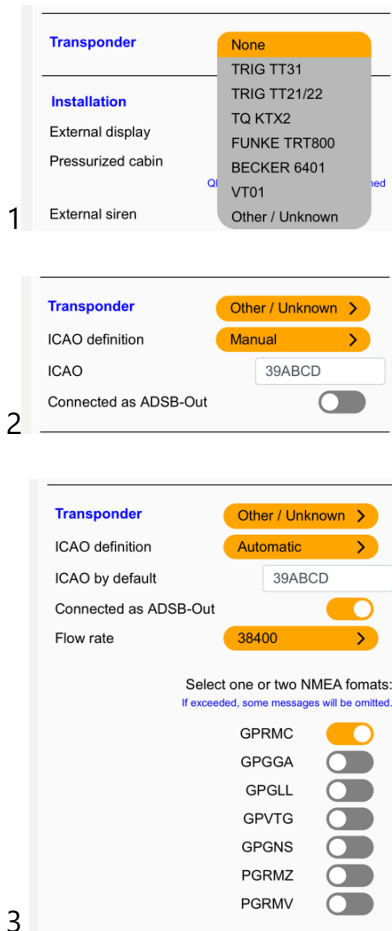 Transponder
None
TRIG TT31
TRIG TT21/22
TQ KTX2
FUNKE TRT800
BECKER 6401
VT01
Other / Unknown
Installation
External display
Pressurized cabin
Q
ed
External siren
1
Transponder Other / Unknown >
ICAO definition Manual >
ICAO 39ABCD
Connected as ADSB-Out
2
Transponder Other / Unknown >
ICAO definition Automatic >
ICAO by default 39ABCD
Connected as ADSB-Out
Flow rate 38400 >
Select one or two NMEA fomats:
If exceeded, some messages will be omitted.
GPRMC
GPGGA
GPGLL
GPVTG
GPGNS
PGRMZ
PGRMV
3